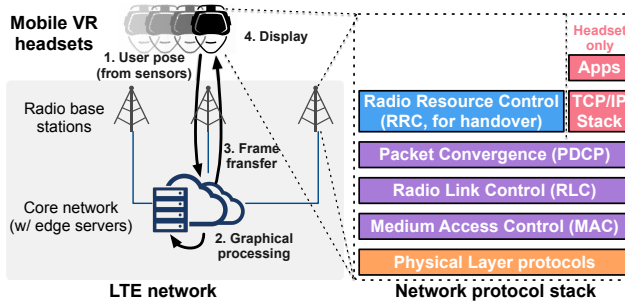 Mobile VR
headsets
1. User pose
(from sensors)
4. Display
Radio base
stations
3. Frame
fransfer
Core network
(w/ edge servers)
2. Graphical
processing
LTE network
Headset
only
Apps
Radio Resource Control
(RRC, for handover)
TCP/IP
Stack
Packet Convergence (PDCP)
Radio Link Control (RLC)
Medium Access Control (MAC)
Physical Layer protocols
Network protocol stack